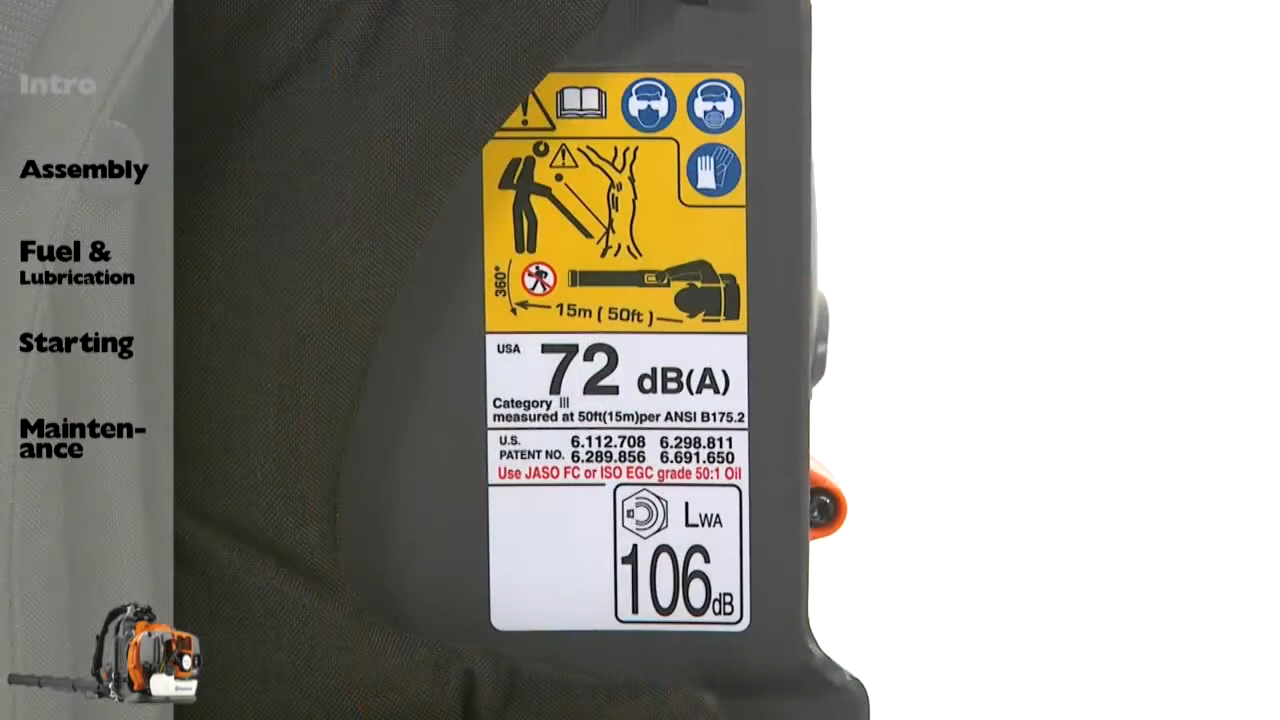 Intro
Assembly
Fuel &
Lubrication
Starting
Mainten-
ance
360°
15m ( 50ft )
USA 72 dB(A)
Category III
measured at 50ft(15m)per ANSI B175.2
U.S. 6.112.708 6.298.811
PATENT NO. 6.289.856 6.691.650
Use JASO FC or ISO EGC grade 50:1 Oil
LWA
106dB